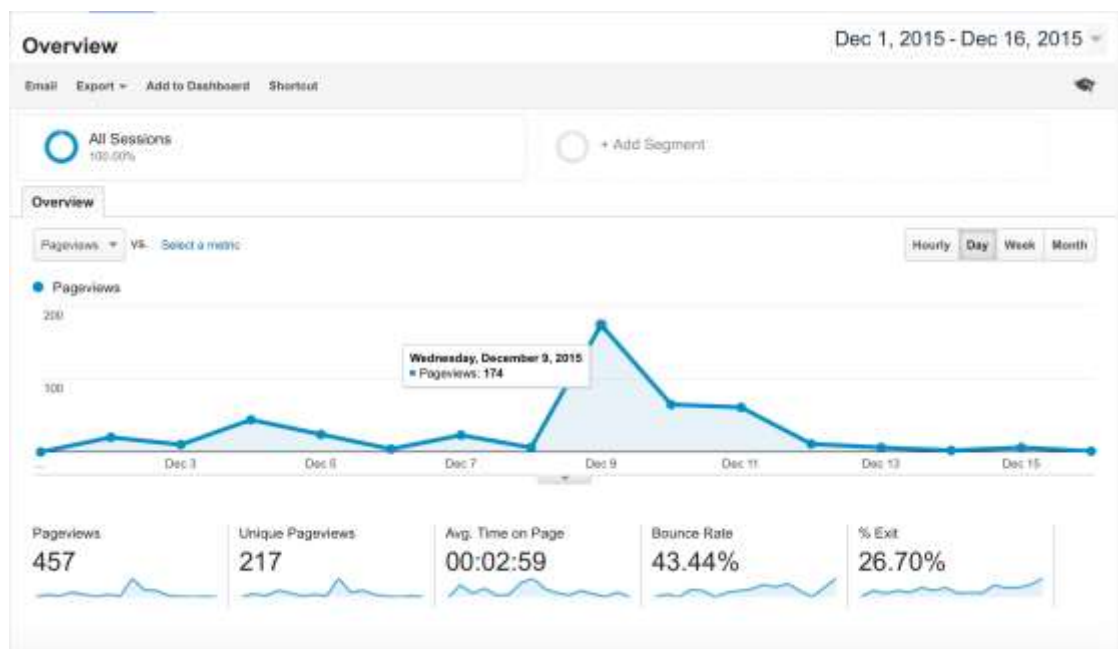 Overview
Dec 1, 2015 - Dec 16, 2015
Email Export Add to Dashboard Shortcut
All Sessions
100.00%
+ Add Segment
Overview
Pageviews VS. Select a metric
Hourly Day Week Month
Pageviews
200
Wednesday, December 9, 2015
Pageviews: 174
100
... Dec 3 Dec 5 Dec 7 Dec 9 Dec 11 Dec 13 Dec 15
Pageviews Unique Pageviews Avg. Time on Page Bounce Rate % Exit
457 217 00:02:59 43.44% 26.70%